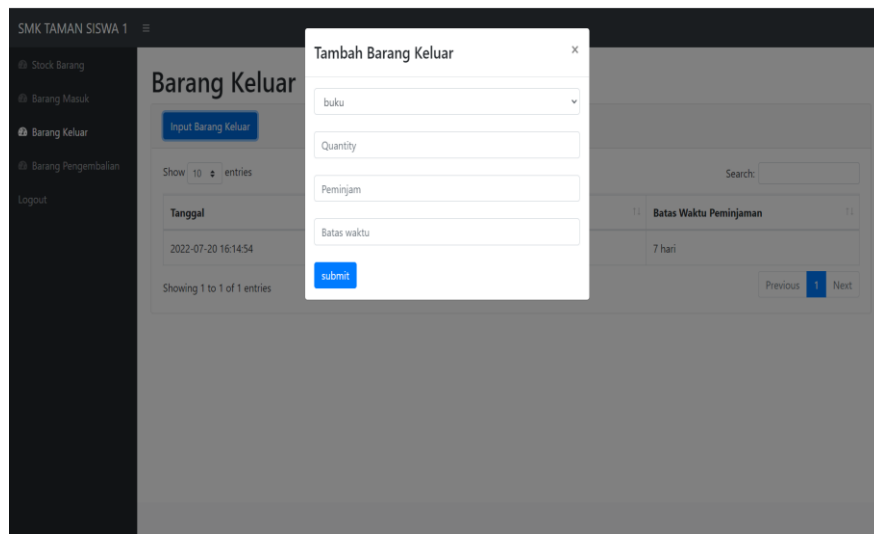 SMK TAMAN SISWA 1
Stock Barang
Barang Masuk
Barang Keluar
Barang Pengembalian
Logout
Barang Keluar
Input Barang Keluar
Show 10 entries
Search:
Tanggal
Batas Waktu Peminjaman
2022-07-20 16:14:54
7 hari
Showing 1 to 1 of 1 entries
Previous 1 Next
Tambah Barang Keluar
x
buku
Quantity
Peminjam
Batas waktu
submit